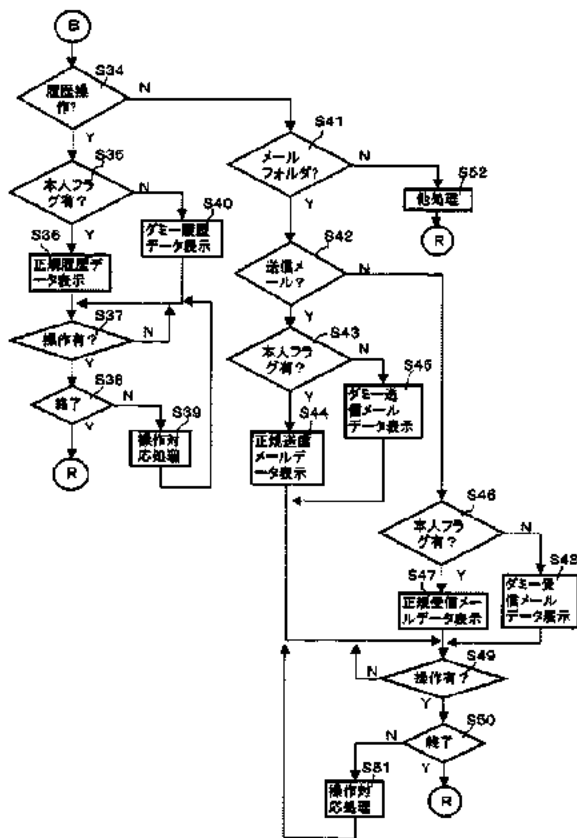 B
S34
履歴操
作?
N
Y
S35
本人フラ
グ有?
N
Y
S40
ダミー履歴
データ表示
S36
正規履歴デ
ータ表示
S37
操作有?
N
Y
S38
終了
N
Y
S39
操作対
応処理
R
S41
メール
フォルダ?
N
Y
S52
他処理
R
S42
送信メ
ール?
N
Y
S43
本人フラ
グ有?
N
Y
S45
ダミー送
信メール
データ表示
S44
正規送信
メールデ
ータ表示
S46
本人フラ
グ有?
N
Y
S48
ダミー受
信メール
データ表示
S47
正規受信メー
ルデータ表示
S49
操作有?
N
Y
S50
終了
N
Y
S51
操作対
応処理
R